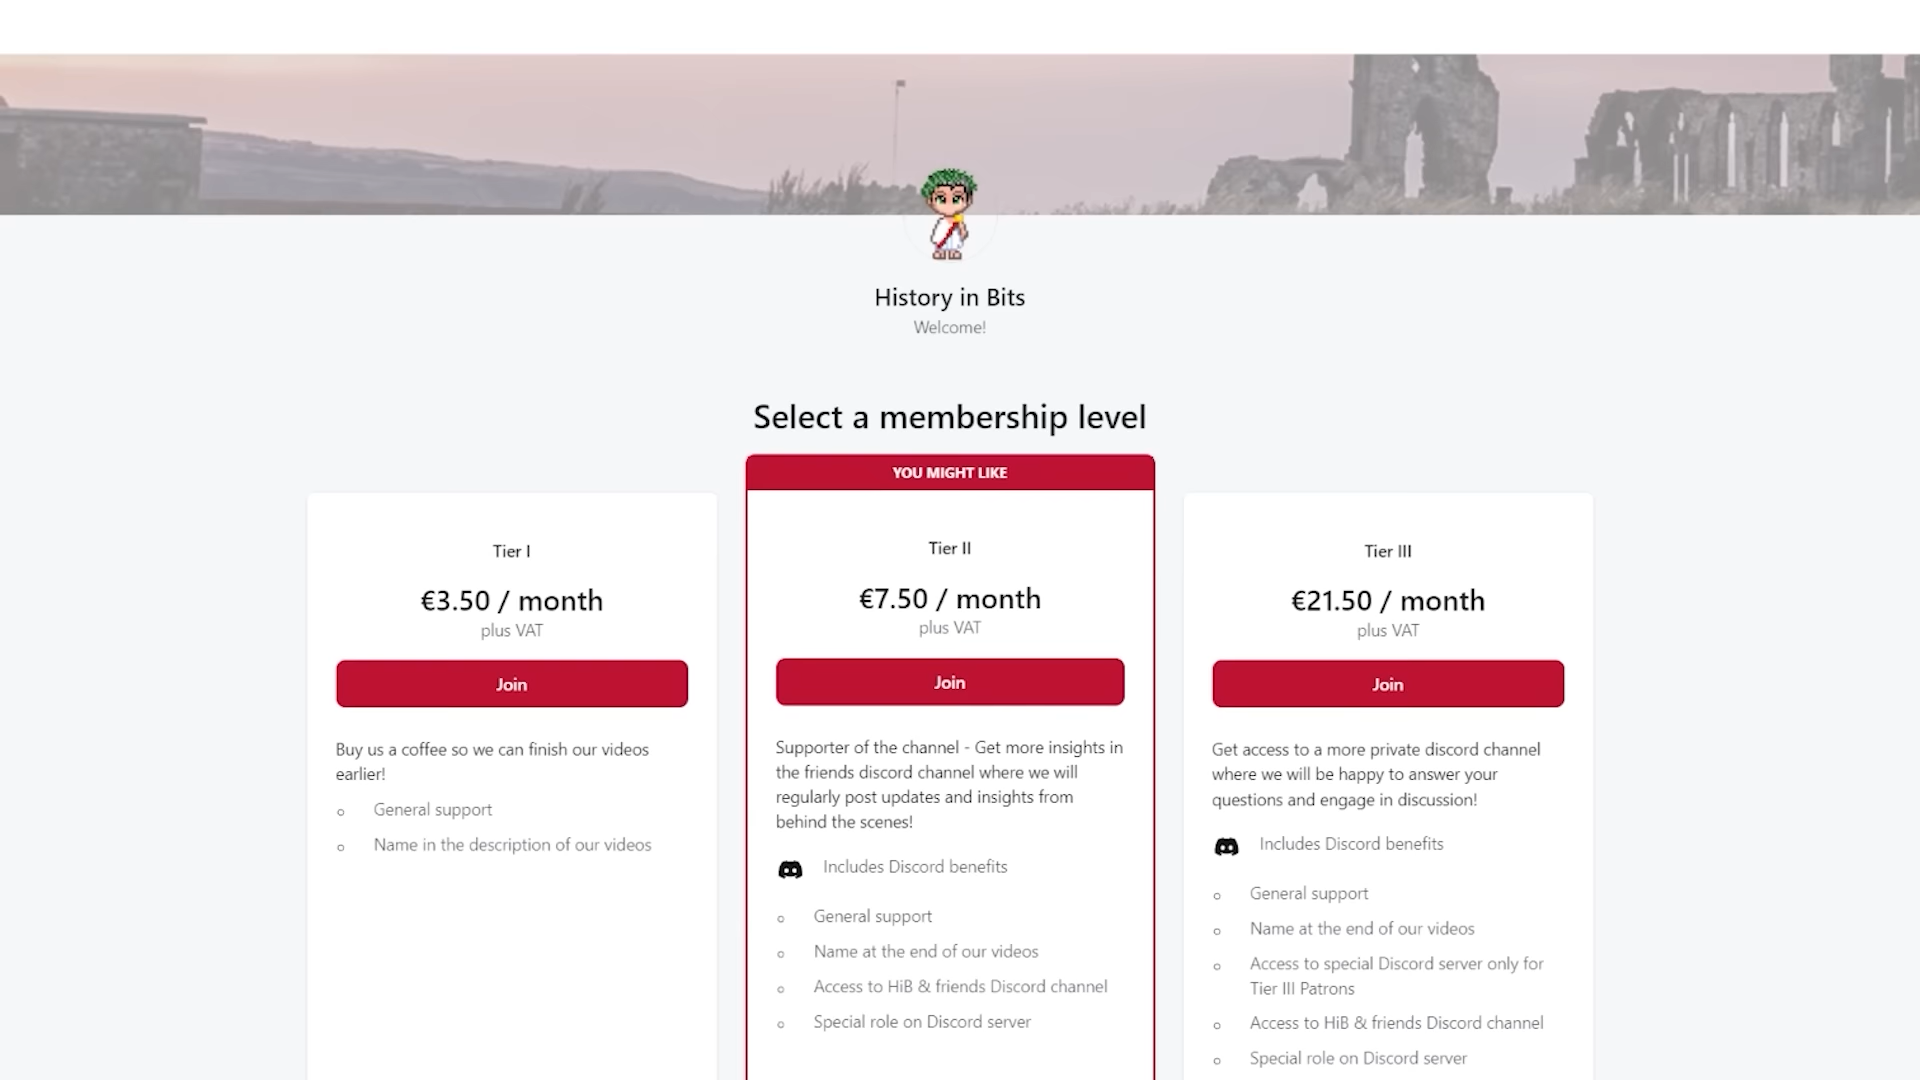 History in Bits
Welcome!
Select a membership level
YOU MIGHT LIKE
Tier I
€3.50 / month
plus VAT
Join
Buy us a coffee so we can finish our videos
earlier!
General support
Name in the description of our videos
Tier II
€7.50 / month
plus VAT
Join
Supporter of the channel - Get more insights in
the friends discord channel where we will
regularly post updates and insights from
behind the scenes!
Includes Discord benefits
General support
Name at the end of our videos
Access to HiB & friends Discord channel
Special role on Discord server
Tier III
€21.50 / month
plus VAT
Join
Get access to a more private discord channel
where we will be happy to answer your
questions and engage in discussion!
Includes Discord benefits
General support
Name at the end of our videos
Access to special Discord server only for
Tier III Patrons
Access to HiB & friends Discord channel
Special role on Discord server